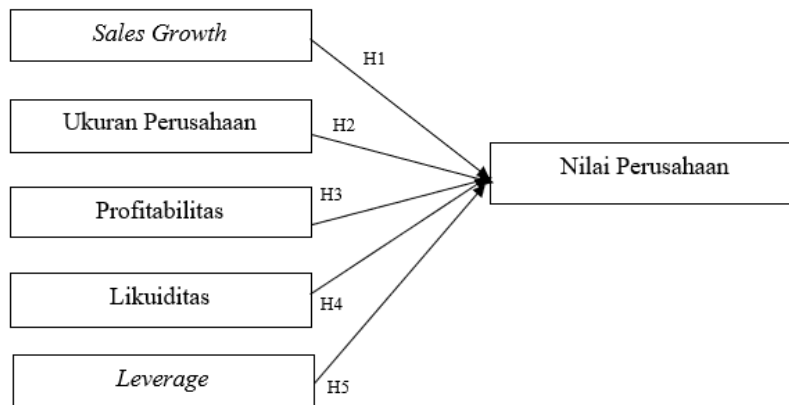 Sales Growth
H1
Ukuran Perusahaan
H2
Nilai Perusahaan
Profitabilitas
H3
Likuiditas
H4
Leverage
H5